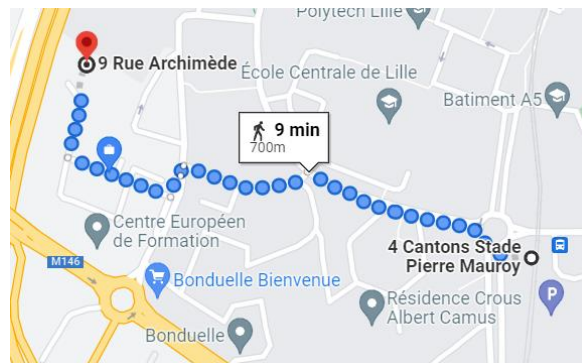 Polytech Lille
9 Rue Archimède
École Centrale de Lille
Batiment A5
9 min
700m
Centre Européen
de Formation
4 Cantons Stade
Pierre Mauroy
M146
Bonduelle Bienvenue
P
Résidence Crous
Albert Camus
Bonduelle